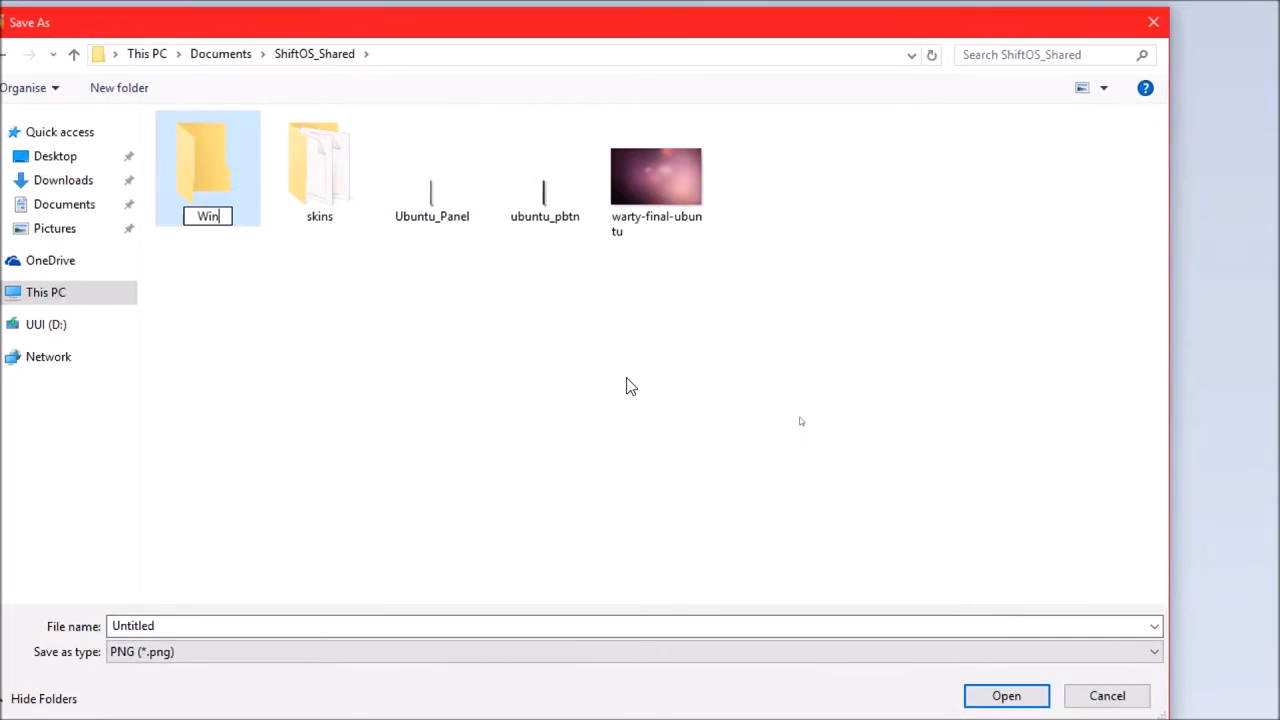 Save As
This PC
Documents
ShiftOS_Shared
Search ShiftOS_Shared
Organise
New folder
?
Quick access
Desktop
Downloads
Documents
Pictures
OneDrive
This PC
UUI (D:)
Network
Win
skins
Ubuntu_Panel
ubuntu_pbtn
warty-final-ubun
tu
File name:
Untitled
Save as type:
PNG (*.png)
Hide Folders
Open
Cancel